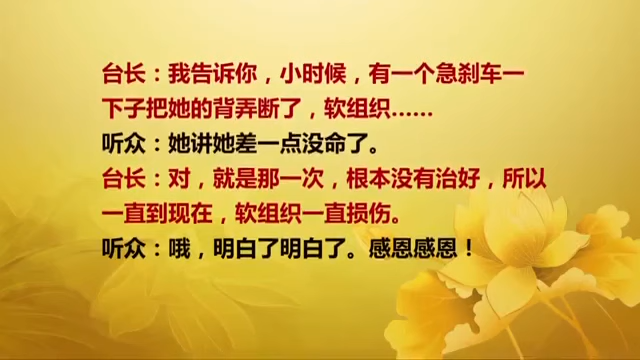 台长：我告诉你，小时候，有一个急刹车一
下子把她的背弄断了，软组织……
听众：她讲她差一点没命了。
台长：对，就是那一次，根本没有治好，所以
一直到现在，软组织一直损伤。
听众：哦，明白了明白了。感恩感恩！